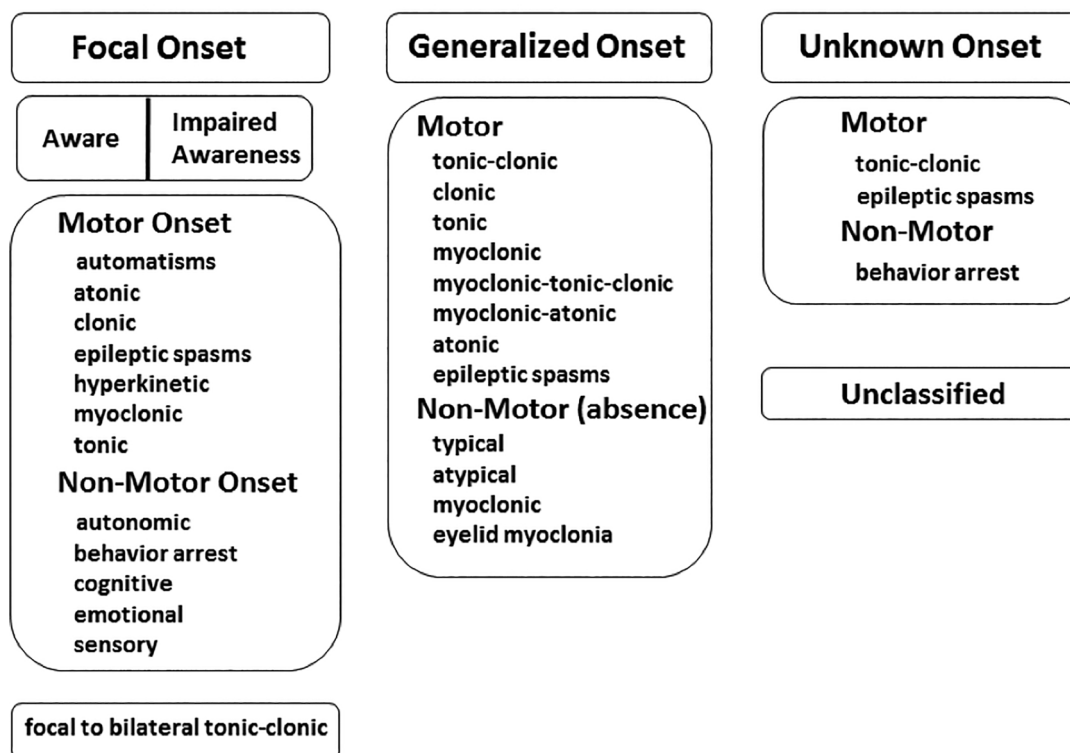 Focal Onset
Aware
Impaired
Awareness
Motor Onset
automatisms
atonic
clonic
epileptic spasms
hyperkinetic
myoclonic
tonic
Non-Motor Onset
autonomic
behavior arrest
cognitive
emotional
sensory
focal to bilateral tonic-clonic
Generalized Onset
Motor
tonic-clonic
clonic
tonic
myoclonic
myoclonic-tonic-clonic
myoclonic-atonic
atonic
epileptic spasms
Non-Motor (absence)
typical
atypical
myoclonic
eyelid myoclonia
Unknown Onset
Motor
tonic-clonic
epileptic spasms
Non-Motor
behavior arrest
Unclassified